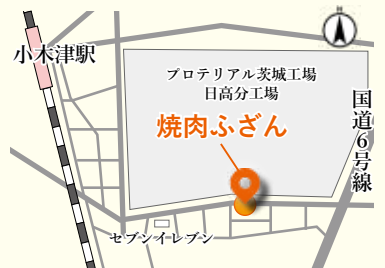 小木津駅
プロテリアル茨城工場
日高分工場
焼肉ふざん
国道6号線
セブンイレブン